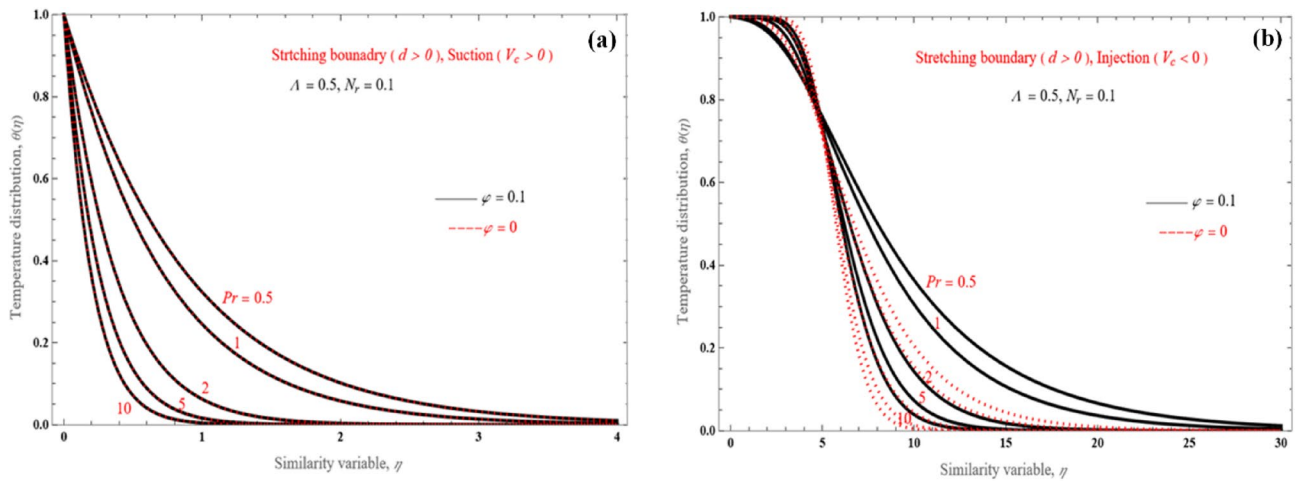 (a)
Strtching bounadry ( d > 0 ), Suction ( V_c > 0 )
Λ = 0.5, N_r = 0.1
φ = 0.1
φ = 0
Pr = 0.5
1
2
5
10
Temperature distribution, θ(η)
1.0
0.8
0.6
0.4
0.2
0.0
0 1 2 3 4
Similarity variable, η
(b)
Stretching boundary ( d > 0 ), Injection ( V_c < 0 )
Λ = 0.5, N_r = 0.1
φ = 0.1
φ = 0
Pr = 0.5
1
2
5
10
Temperature distribution, θ(η)
1.0
0.8
0.6
0.4
0.2
0.0
0 5 10 15 20 25 30
Similarity variable, η